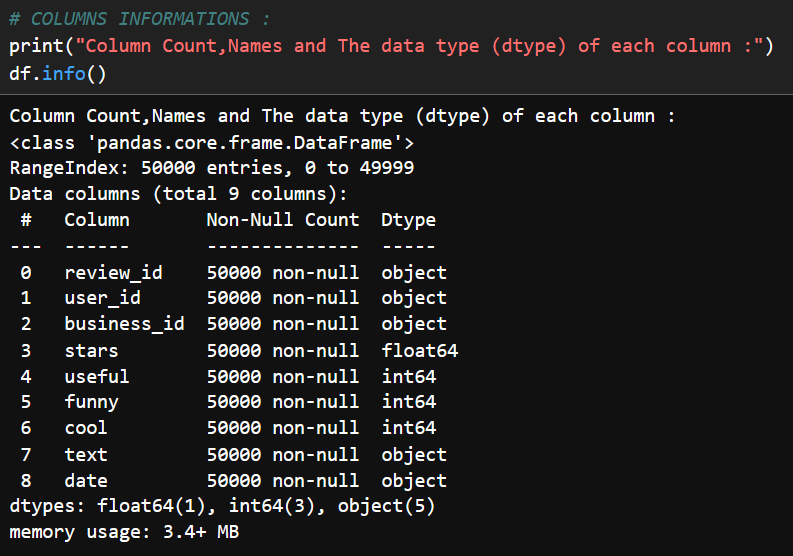 # COLUMNS INFORMATIONS :
print("Column Count,Names and The data type (dtype) of each column :")
df.info()
Column Count,Names and The data type (dtype) of each column :
<class 'pandas.core.frame.DataFrame'>
RangeIndex: 50000 entries, 0 to 49999
Data columns (total 9 columns):
 #   Column       Non-Null Count  Dtype
---  ------       --------------  -----
 0   review_id    50000 non-null  object
 1   user_id      50000 non-null  object
 2   business_id  50000 non-null  object
 3   stars        50000 non-null  float64
 4   useful       50000 non-null  int64
 5   funny        50000 non-null  int64
 6   cool         50000 non-null  int64
 7   text         50000 non-null  object
 8   date         50000 non-null  object
dtypes: float64(1), int64(3), object(5)
memory usage: 3.4+ MB